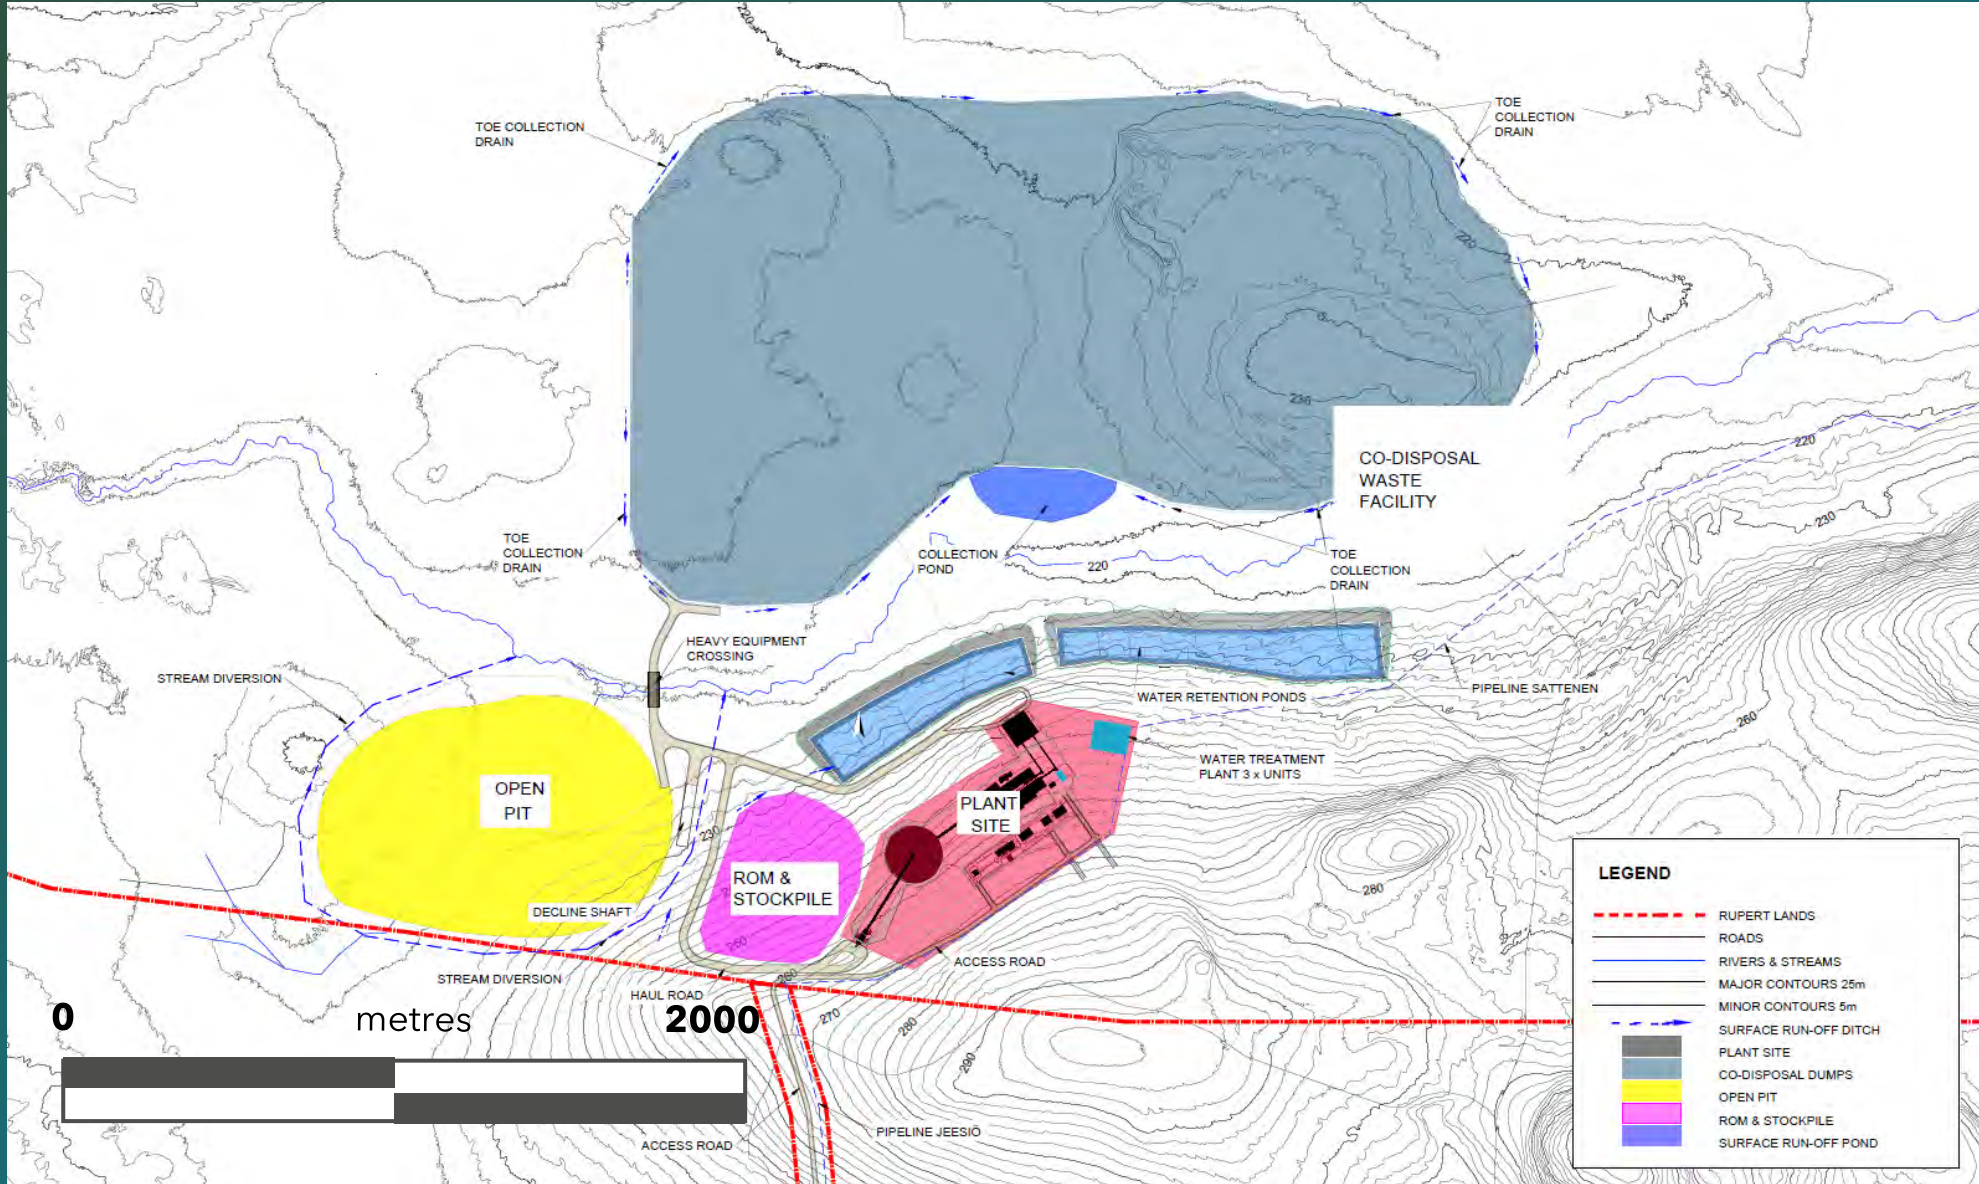 220
TOE COLLECTION
DRAIN
TOE
COLLECTION
DRAIN
220
230
CO-DISPOSAL
WASTE
FACILITY
220
230
TOE
COLLECTION
DRAIN
COLLECTION
POND
220
TOE
COLLECTION
DRAIN
HEAVY EQUIPMENT
CROSSING
STREAM DIVERSION
WATER RETENTION PONDS
PIPELINE SATTENEN
260
WATER TREATMENT
PLANT 3 x UNITS
OPEN
PIT
PLANT
SITE
230
ROM &
STOCKPILE
280
DECLINE SHAFT
260
ACCESS ROAD
STREAM DIVERSION
HAUL ROAD
260
270
280
290
0
metres
2000
ACCESS ROAD
PIPELINE JEESIÖ
LEGEND
RUPERT LANDS
ROADS
RIVERS & STREAMS
MAJOR CONTOURS 25m
MINOR CONTOURS 5m
SURFACE RUN-OFF DITCH
PLANT SITE
CO-DISPOSAL DUMPS
OPEN PIT
ROM & STOCKPILE
SURFACE RUN-OFF POND